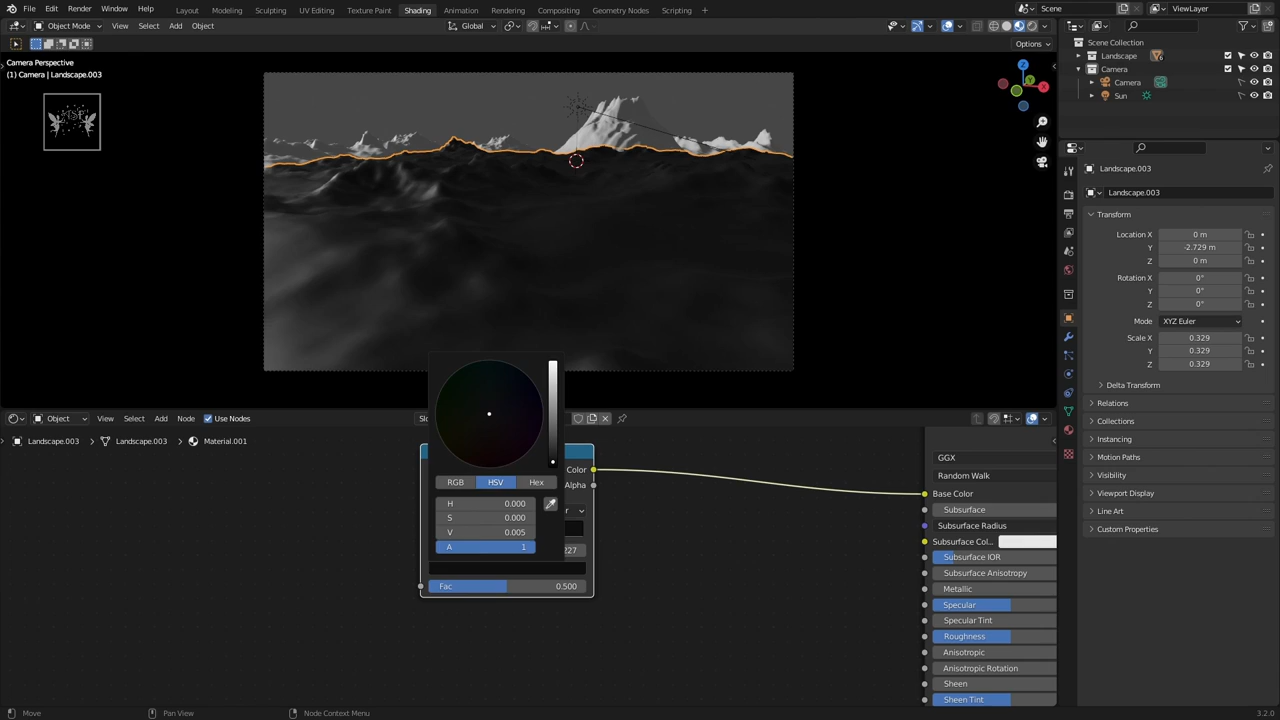 File Edit Render Window Help Layout Modeling Sculpting UV Editing Texture Paint Shading Animation Rendering Compositing Geometry Nodes Scripting Scene ViewLayer
Object Mode View Select Add Object Global
Options
Camera Perspective
(1) Camera | Landscape.003
Z
X
Y
Scene Collection
Landscape
6
Camera
Camera
Sun
Landscape.003
Landscape.003
Transform
Location X 0 m
Y -2.729 m
Z 0 m
Rotation X 0°
Y 0°
Z 0°
Mode XYZ Euler
Scale X 0.329
Y 0.329
Z 0.329
Delta Transform
Relations
Collections
Instancing
Motion Paths
Visibility
Viewport Display
Line Art
Custom Properties
Object View Select Add Node Use Nodes
Landscape.003 Landscape.003 Material.001
RGB HSV Hex
H 0.000
S 0.000
V 0.005
A 1
Color
Alpha
Fac 0.500
GGX
Random Walk
Base Color
Subsurface
Subsurface Radius
Subsurface Col...
Subsurface IOR
Subsurface Anisotropy
Metallic
Specular
Specular Tint
Roughness
Anisotropic
Anisotropic Rotation
Sheen
Sheen Tint
Move Pan View Node Context Menu 3.2.0